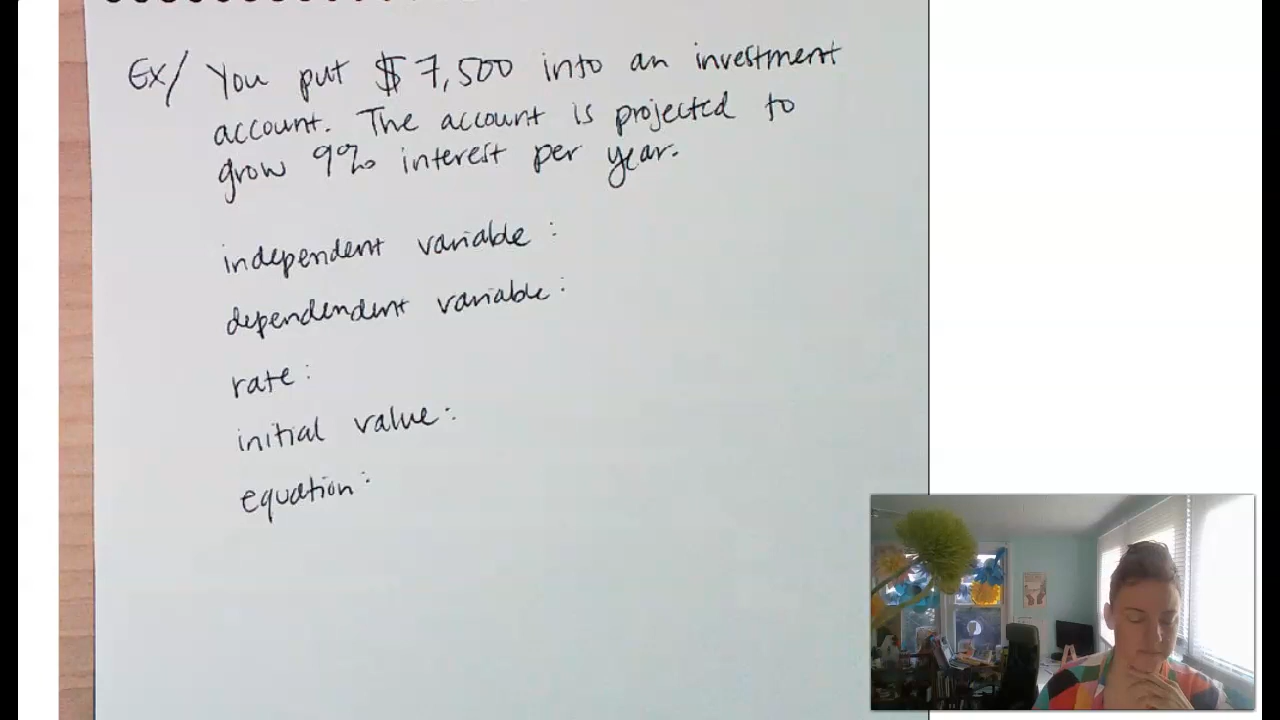 Ex/ You put $7,500 into an investment
account. The account is projected to
grow 9% interest per year.
independent variable:
dependendent variable:
rate:
initial value:
equation: